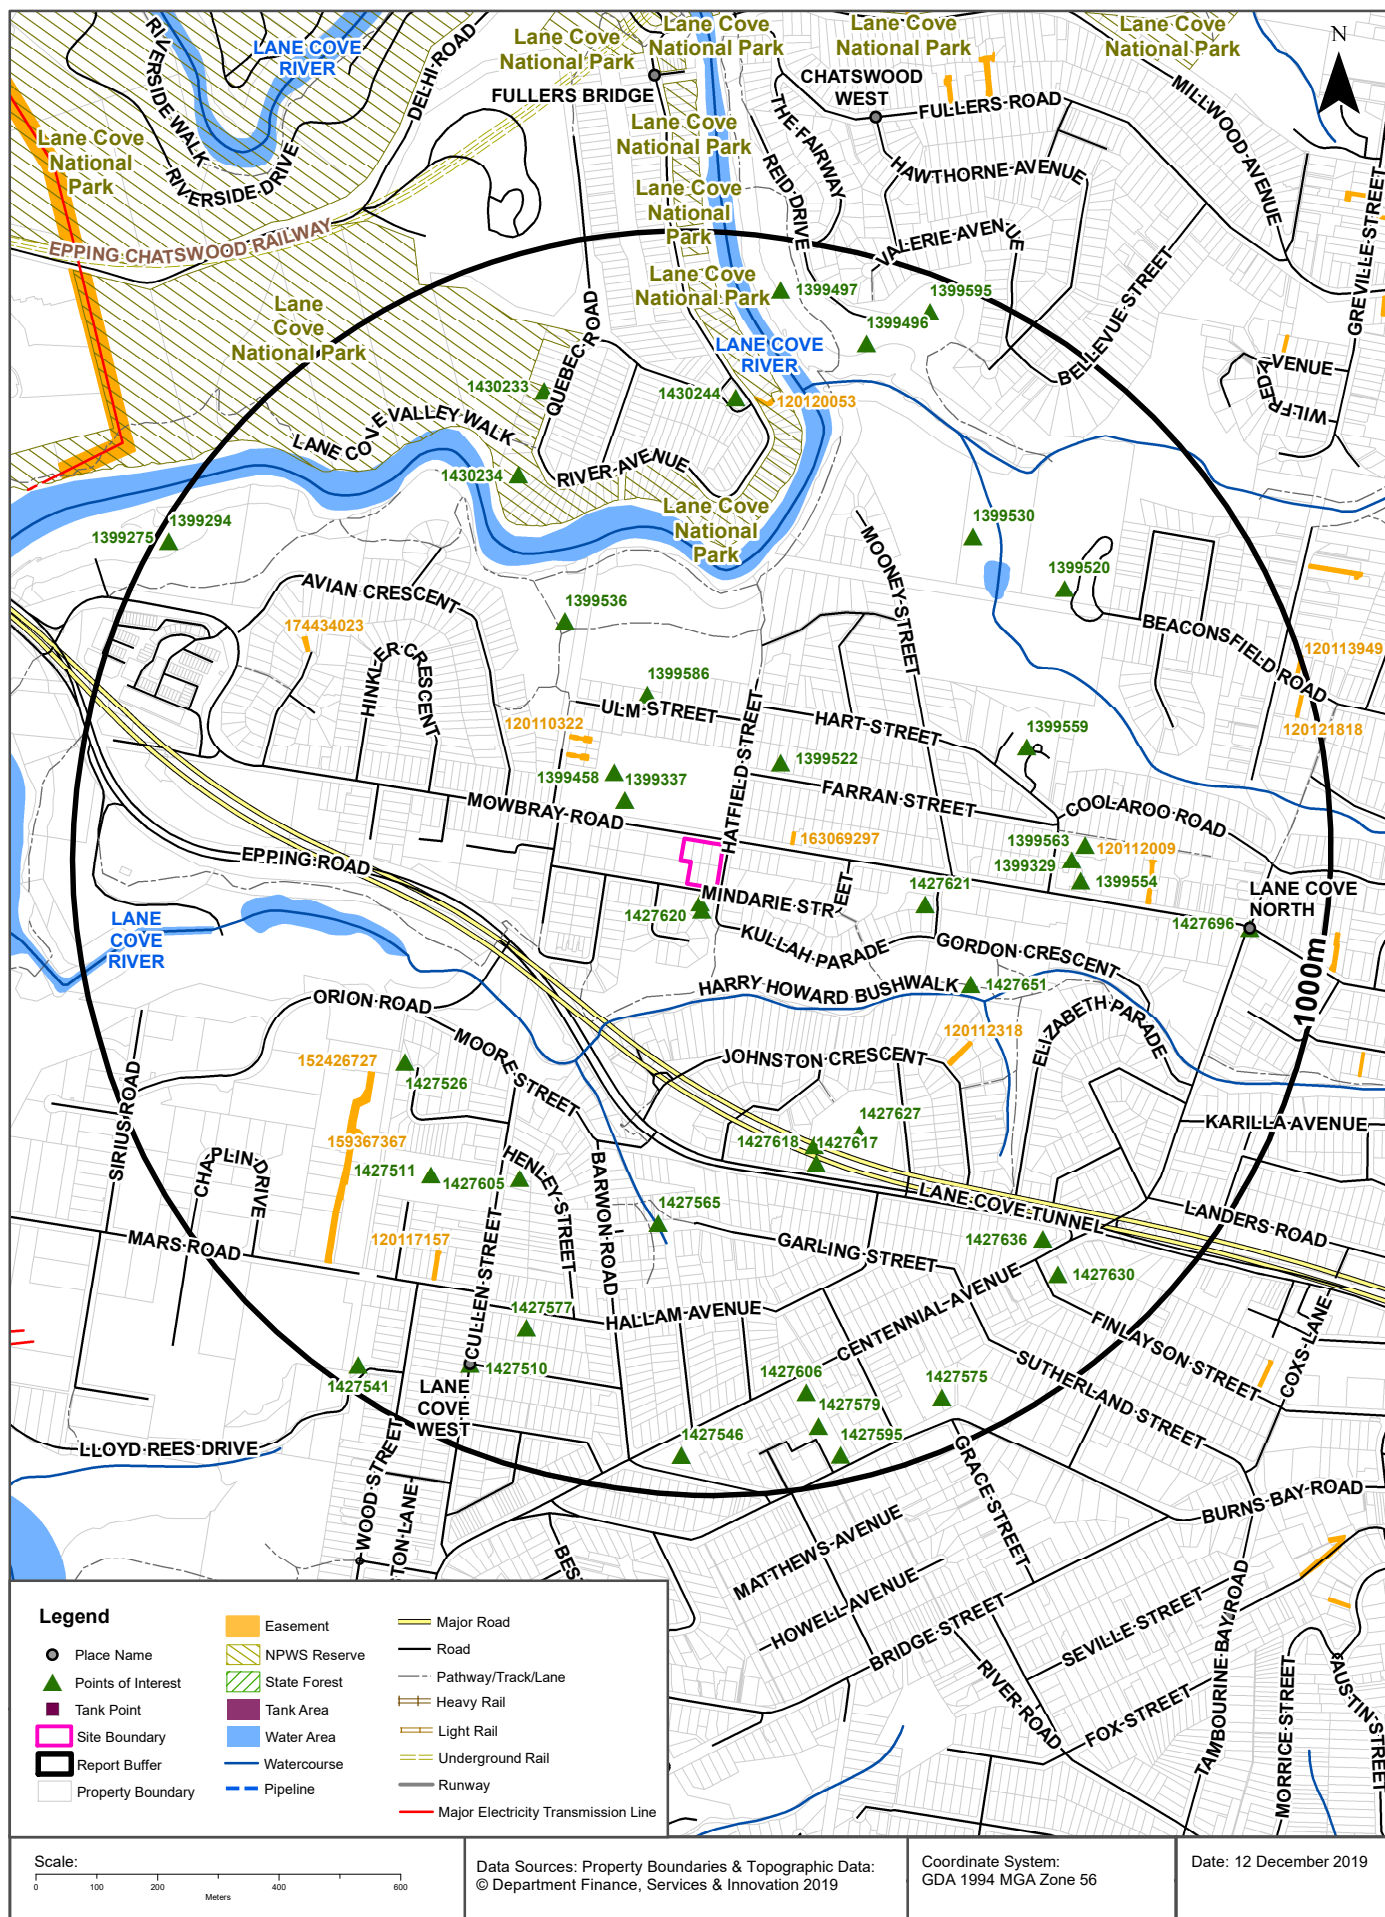 Lane Cove
National Park
Lane Cove
National Park
Lane Cove
National Park
Lane Cove
National Park
N
LANE COVE
RIVER
DELHI ROAD
RIVERSIDE WALK
FULLERS BRIDGE
CHATSWOOD
WEST
FULLERS ROAD
MILLWOOD AVENUE
THE FAIRWAY
Lane Cove
National Park
Lane Cove
National
Park
RIVERSIDE DRIVE
REID DRIVE
HAWTHORNE AVENUE
GREVILLE STREET
Lane Cove
National
Park
EPPING CHATSWOOD RAILWAY
VALERIE AVENUE
BELLEVUE STREET
Lane Cove
National Park
1399497
1399595
1399496
Lane
Cove
National Park
QUEBEC ROAD
LANE COVE
RIVER
WILFRED AVENUE
1430233
1430244
120120053
LANE COVE VALLEY WALK
1430234
RIVER AVENUE
Lane Cove
National
Park
1399294
1399275
MOONEY STREET
1399530
1399520
AVIAN CRESCENT
174434023
HINKLER CRESCENT
1399536
BEACONSFIELD ROAD
120113949
1399586
ULM STREET
120110322
HATFIELD STREET
HART STREET
120121818
1399559
1399458
1399337
1399522
MOWBRAY ROAD
FARRAN STREET
COOLAROO ROAD
163069297
1399563
120112009
1399329
1399554
EPPING ROAD
MINDARIE STREET
1427621
LANE COVE
NORTH
1427620
1427696
LANE
COVE
RIVER
KULLAH PARADE
GORDON CRESCENT
1000m
HARRY HOWARD BUSHWALK
1427651
ORION ROAD
MOORE STREET
ELIZABETH PARADE
120112318
152426727
1427526
JOHNSTON CRESCENT
SIRIUS ROAD
1427627
KARILLA AVENUE
159367367
1427618
1427617
CHAPLIN DRIVE
1427511
1427605
HENLEY STREET
BARWON ROAD
LANE COVE TUNNEL
LANDERS ROAD
1427565
MARS ROAD
120117157
CULLEN STREET
GARLING STREET
1427636
1427630
1427577
HALLAM AVENUE
CENTENNIAL AVENUE
FINLAYSON STREET
COXS LANE
1427541
1427510
1427606
1427575
SUTHERLAND STREET
LANE
COVE
WEST
1427579
1427546
1427595
LLOYD REES DRIVE
WOOD STREET
TON LANE
GRACE STREET
BURNS BAY ROAD
BES
MATTHEWS AVENUE
HOWELL AVENUE
BRIDGE STREET
SEVILLE STREET
TAMBOURINE BAY ROAD
RIVER ROAD
FOX STREET
MORRICE STREET
AUSTIN STREET
Legend
Place Name
Points of Interest
Tank Point
Site Boundary
Report Buffer
Property Boundary
Easement
NPWS Reserve
State Forest
Tank Area
Water Area
Watercourse
Pipeline
Major Road
Road
Pathway/Track/Lane
Heavy Rail
Light Rail
Underground Rail
Runway
Major Electricity Transmission Line
Scale:
0 100 200 400 600
Meters
Data Sources: Property Boundaries & Topographic Data:
© Department Finance, Services & Innovation 2019
Coordinate System:
GDA 1994 MGA Zone 56
Date: 12 December 2019